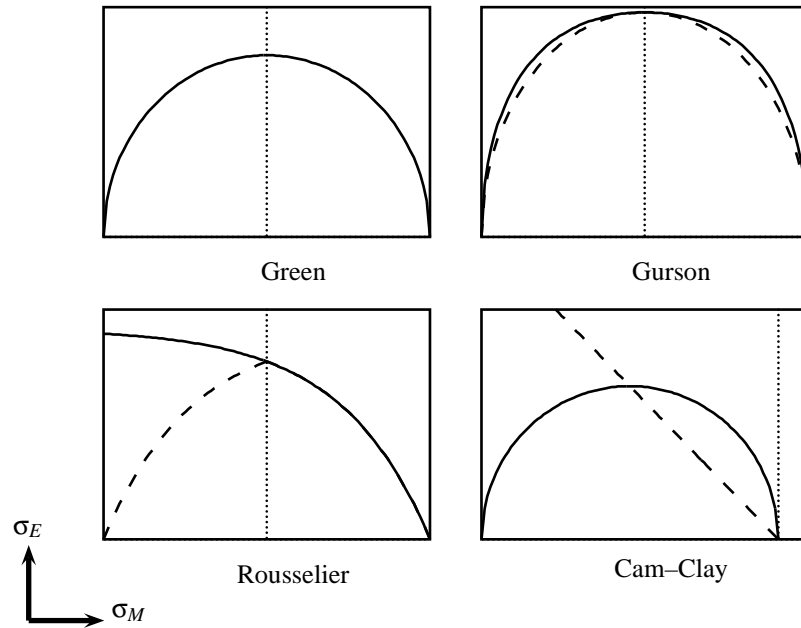 Green
Gurson
Rousselier
Cam–Clay
σE
σM